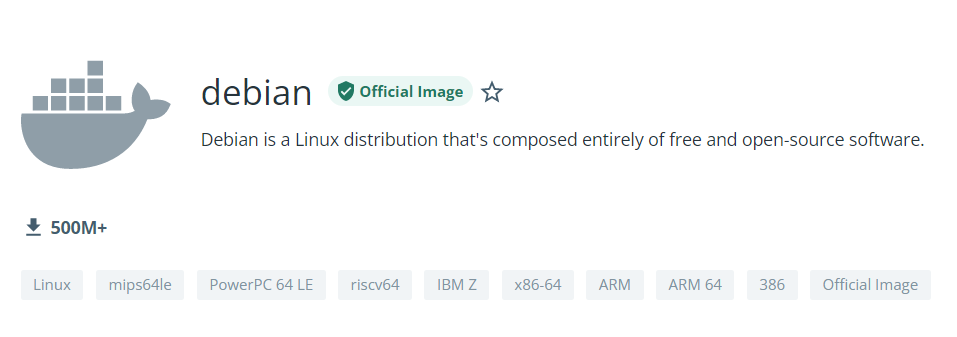 debian Official Image
Debian is a Linux distribution that's composed entirely of free and open-source software.
500M+
Linux mips64le PowerPC 64 LE riscv64 IBM Z x86-64 ARM ARM 64 386 Official Image